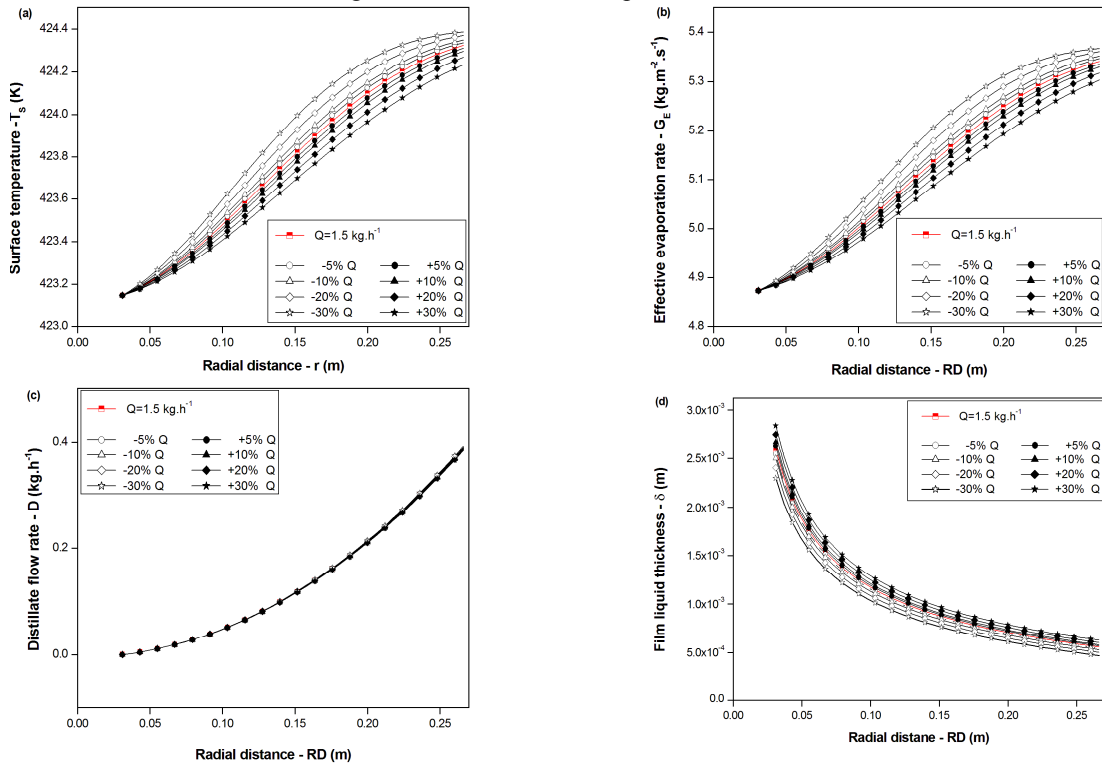 (a)
424.4
424.2
424.0
423.8
423.6
423.4
423.2
423.0
Surface temperature -T_S (K)
Q=1.5 kg.h⁻¹
-5% Q +5% Q
-10% Q +10% Q
-20% Q +20% Q
-30% Q +30% Q
0.00 0.05 0.10 0.15 0.20 0.25
Radial distance - r (m)
(b)
5.4
5.3
5.2
5.1
5.0
4.9
4.8
Effective evaporation rate - G_E (kg.m⁻².s⁻¹)
Q=1.5 kg.h⁻¹
-5% Q +5% Q
-10% Q +10% Q
-20% Q +20% Q
-30% Q +30% Q
0.00 0.05 0.10 0.15 0.20 0.25
Radial distance - RD (m)
(c)
0.4
0.2
0.0
Distillate flow rate - D (kg.h⁻¹)
Q=1.5 kg.h⁻¹
-5% Q +5% Q
-10% Q +10% Q
-20% Q +20% Q
-30% Q +30% Q
0.00 0.05 0.10 0.15 0.20 0.25
Radial distance - RD (m)
(d)
3.0x10⁻³
2.5x10⁻³
2.0x10⁻³
1.5x10⁻³
1.0x10⁻³
5.0x10⁻⁴
0.0
Film liquid thickness - δ (m)
Q=1.5 kg.h⁻¹
-5% Q +5% Q
-10% Q +10% Q
-20% Q +20% Q
-30% Q +30% Q
0.00 0.05 0.10 0.15 0.20 0.25
Radial distane - RD (m)